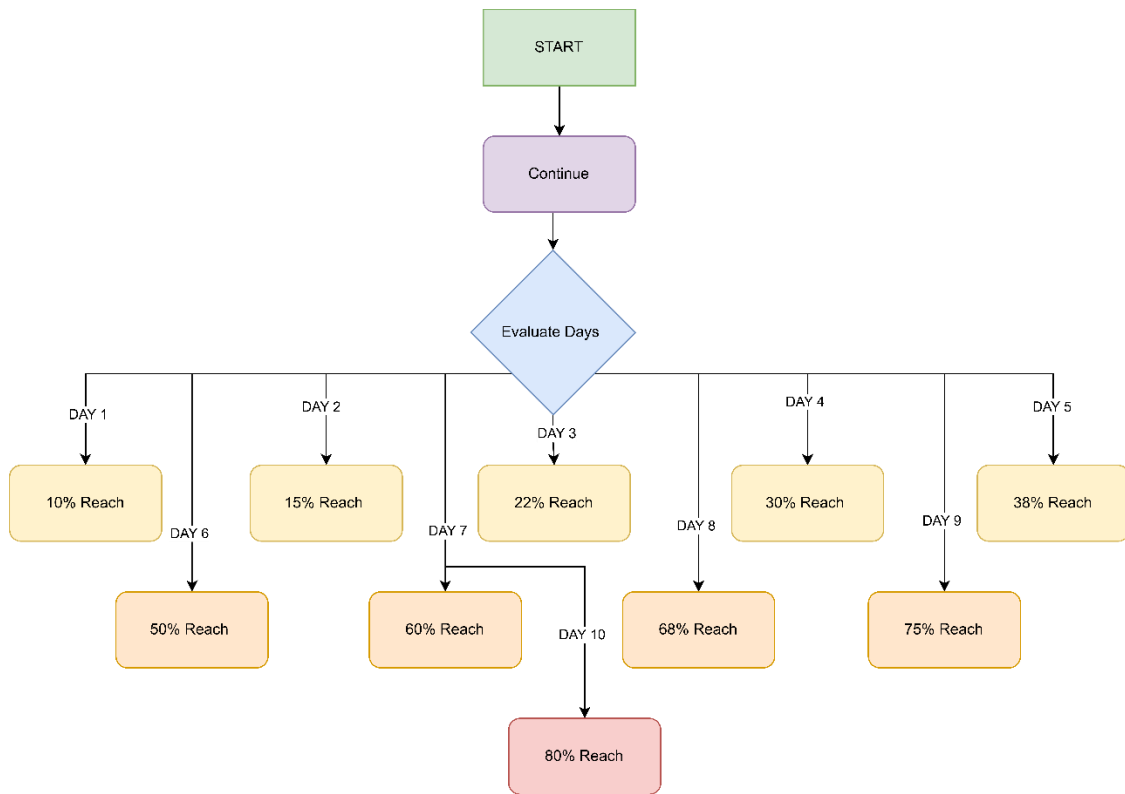 START
Continue
Evaluate Days
DAY 1
DAY 2
DAY 3
DAY 4
DAY 5
10% Reach
15% Reach
22% Reach
30% Reach
38% Reach
DAY 6
DAY 7
DAY 8
DAY 9
50% Reach
60% Reach
68% Reach
75% Reach
DAY 10
80% Reach